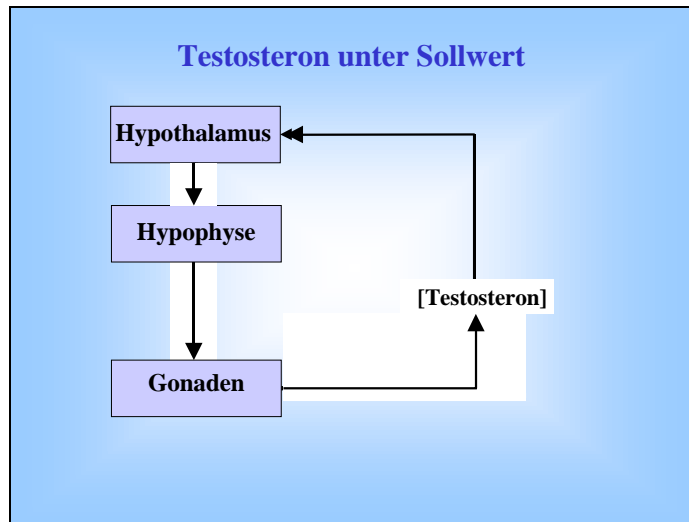 Testosteron unter Sollwert
Hypothalamus
Hypophyse
[Testosteron]
Gonaden